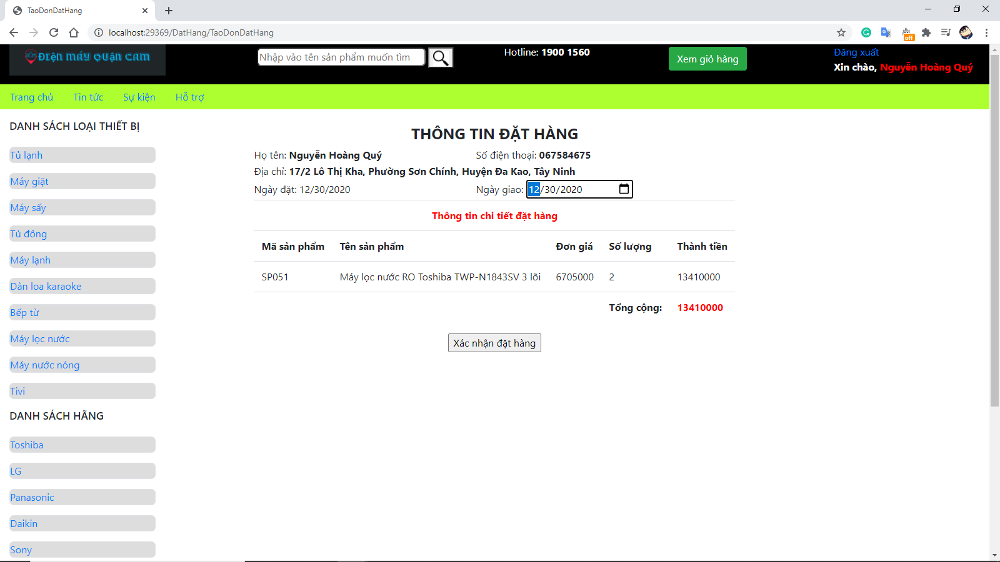 TaoDonDatHang
localhost:29369/DatHang/TaoDonDatHang
off
Điện máy quận cam
Nhập vào tên sản phẩm muốn tìm
Hotline: 1900 1560
Xem giỏ hàng
Đăng xuất
Xin chào, Nguyễn Hoàng Quý
Trang chủ Tin tức Sự kiện Hỗ trợ
DANH SÁCH LOẠI THIẾT BỊ
Tủ lạnh
Máy giặt
Máy sấy
Tủ đông
Máy lạnh
Dàn loa karaoke
Bếp từ
Máy lọc nước
Máy nước nóng
Tivi
DANH SÁCH HÃNG
Toshiba
LG
Panasonic
Daikin
Sony
THÔNG TIN ĐẶT HÀNG
Họ tên: Nguyễn Hoàng Quý Số điện thoại: 067584675
Địa chỉ: 17/2 Lô Thị Kha, Phường Sơn Chính, Huyện Đa Kao, Tây Ninh
Ngày đặt: 12/30/2020 Ngày giao: 12/30/2020
Thông tin chi tiết đặt hàng
Mã sản phẩm Tên sản phẩm Đơn giá Số lượng Thành tiền
SP051 Máy lọc nước RO Toshiba TWP-N1843SV 3 lõi 6705000 2 13410000
Tổng cộng: 13410000
Xác nhận đặt hàng